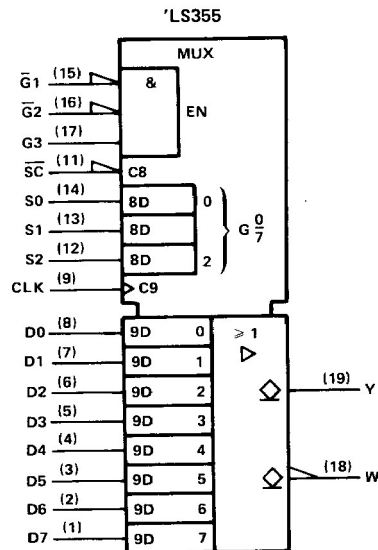 'LS355
MUX
G̅1 (15) &
G̅2 (16) EN
G3 (17)
S̅C̅ (11) C8
S0 (14) 8D 0
S1 (13) 8D G 0/7
S2 (12) 8D 2
CLK (9) C9
D0 (8) 9D 0 ⩾ 1
D1 (7) 9D 1
D2 (6) 9D 2 (19) Y
D3 (5) 9D 3
D4 (4) 9D 4
D5 (3) 9D 5 (18) W
D6 (2) 9D 6
D7 (1) 9D 7